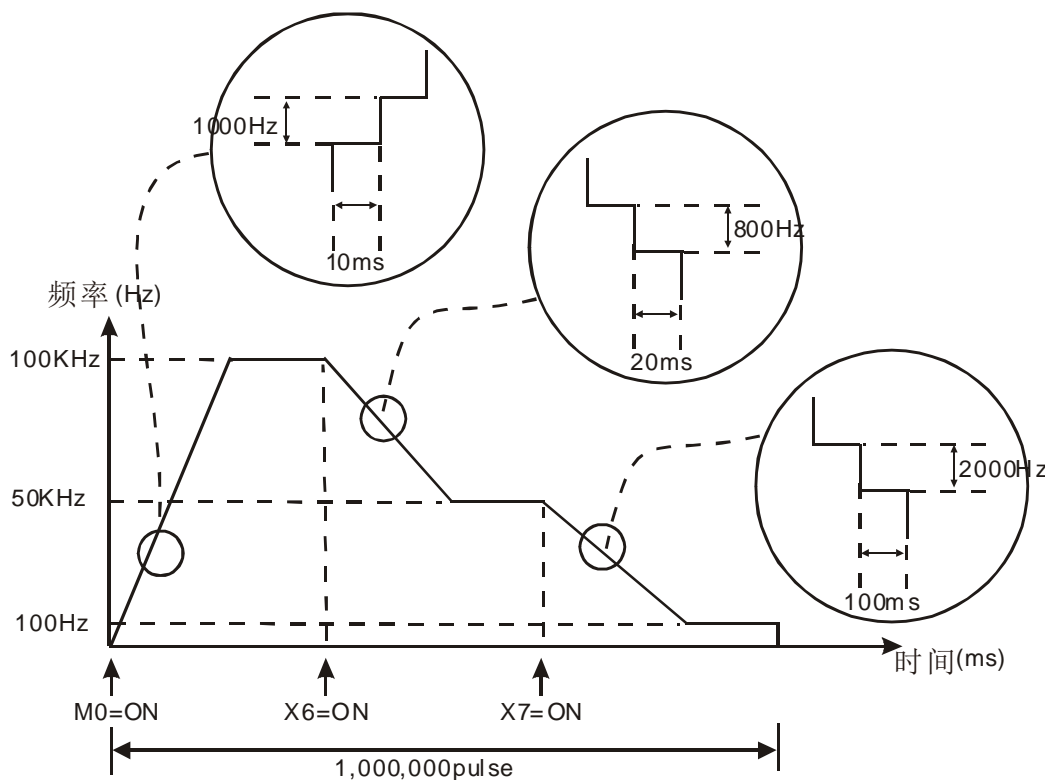 1000Hz
10ms
800Hz
20ms
2000Hz
100ms
频率(Hz)
100KHz
50KHz
100Hz
时间(ms)
M0=ON
X6=ON
X7=ON
1,000,000pulse